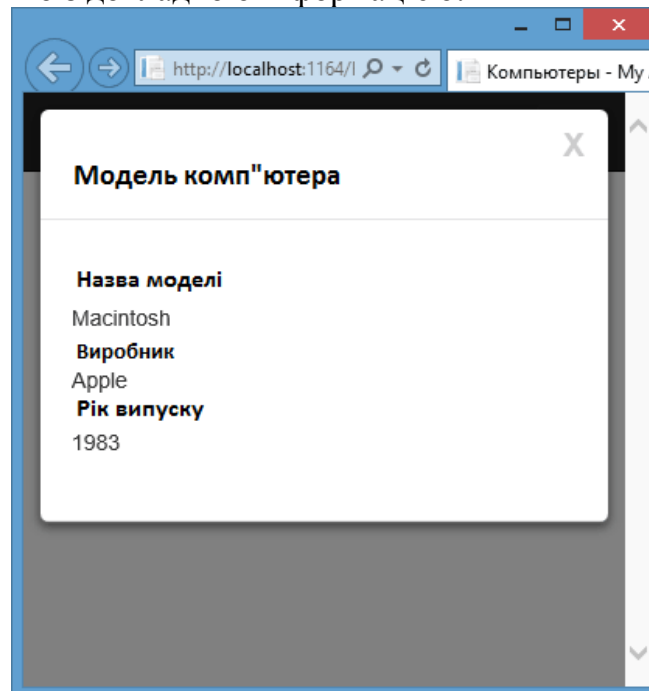 http://localhost:1164/l
Компьютеры - My
X
Модель комп"ютера
Назва моделі
Macintosh
Виробник
Apple
Рік випуску
1983